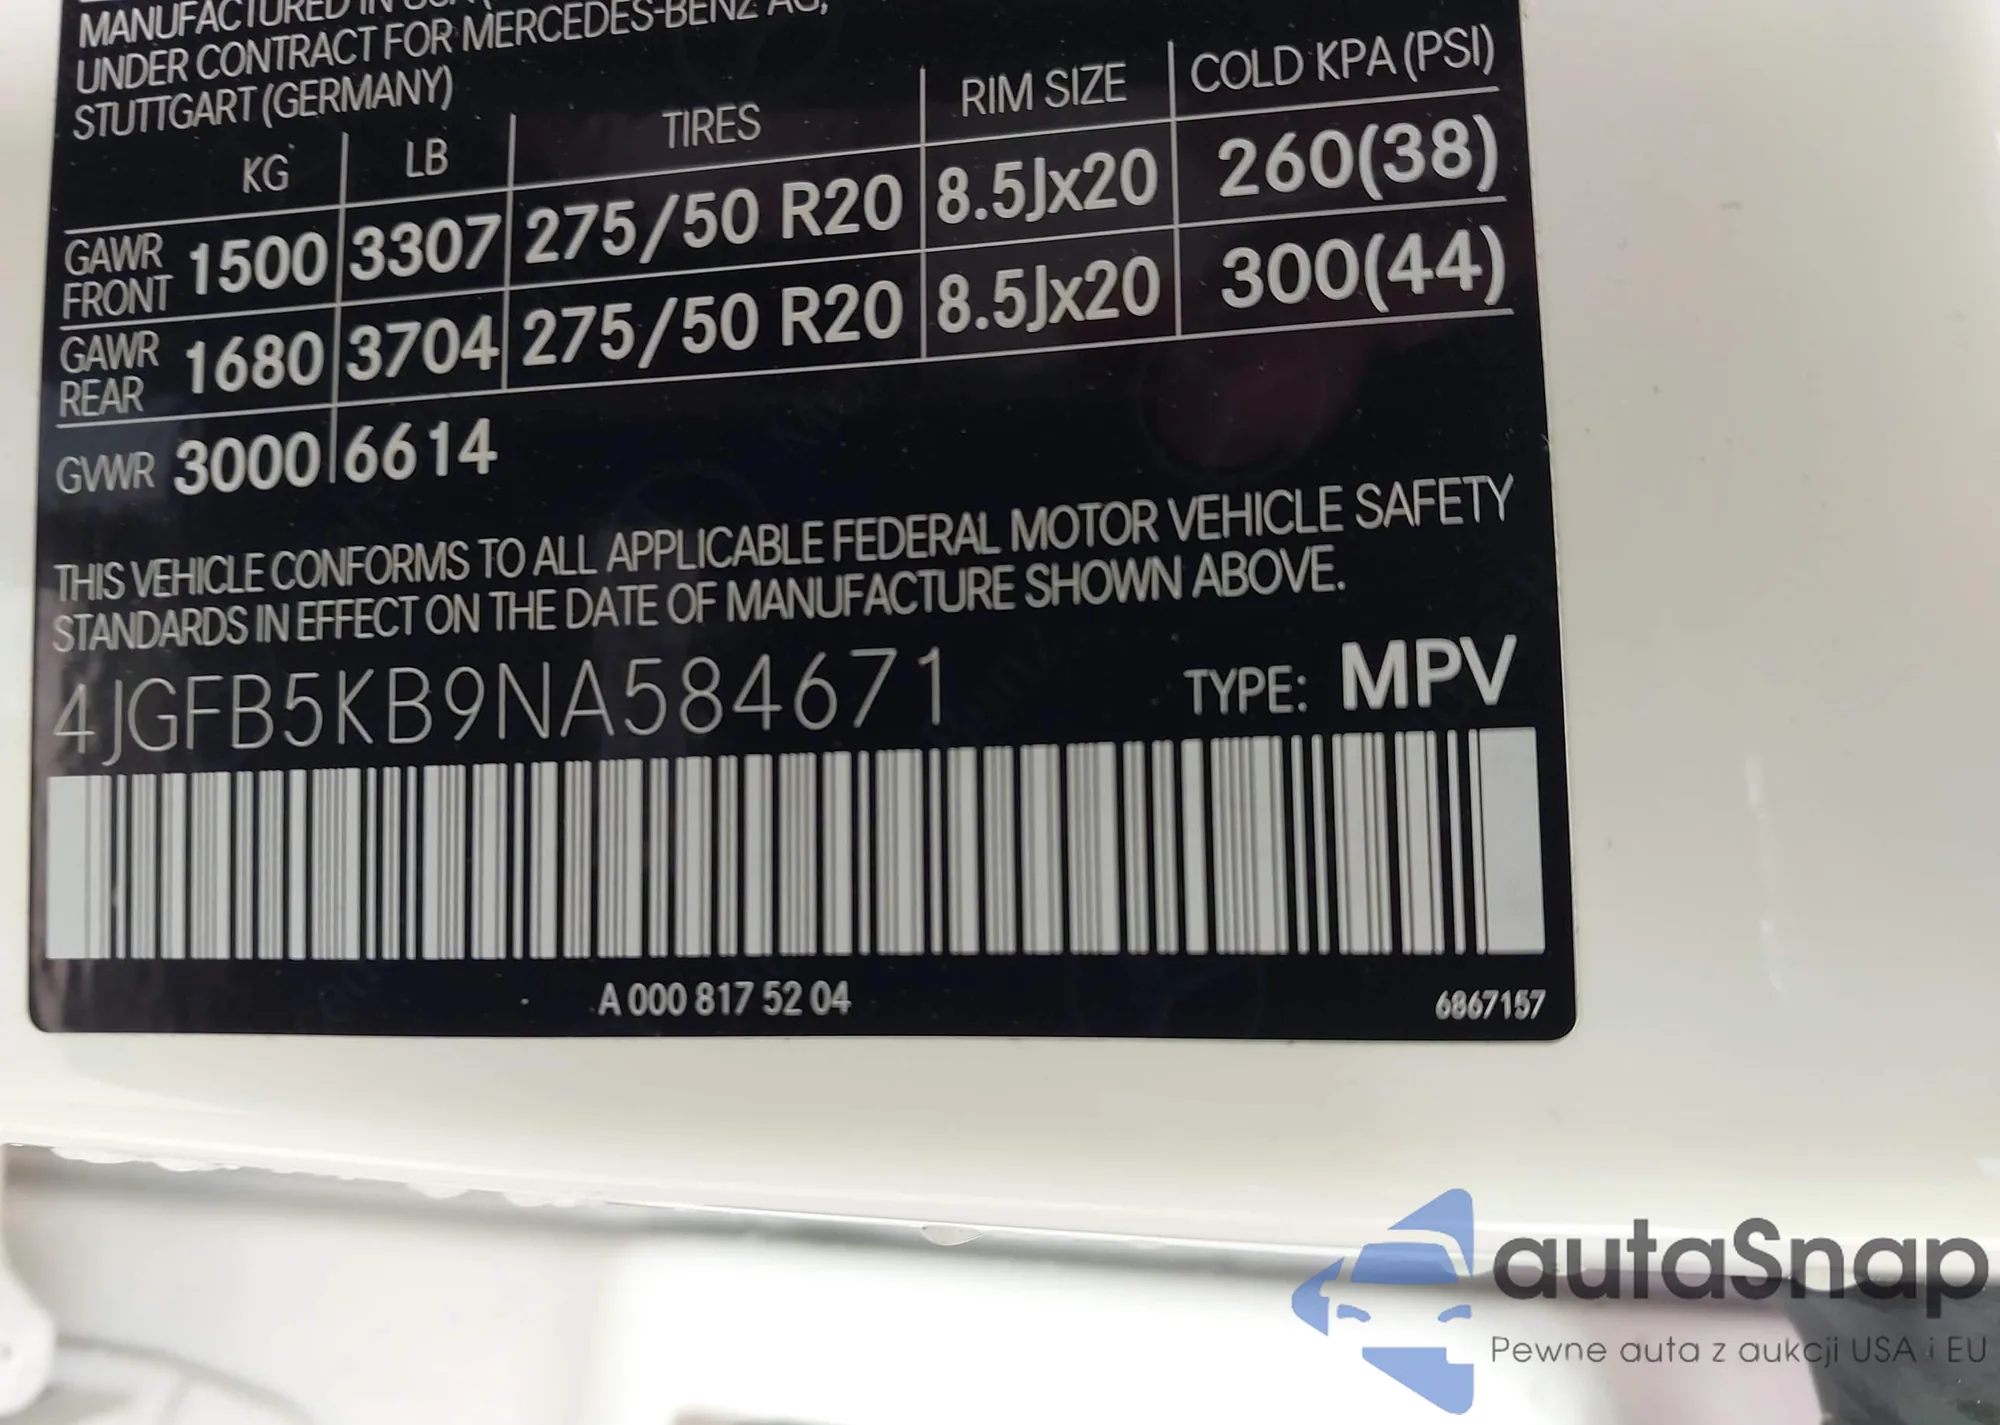 MANUFACTURED IN USA
UNDER CONTRACT FOR MERCEDES-BENZ AG,
STUTTGART (GERMANY)
KG LB TIRES RIM SIZE COLD KPA (PSI)
GAWR FRONT 1500 3307 275/50 R20 8.5Jx20 260(38)
GAWR REAR 1680 3704 275/50 R20 8.5Jx20 300(44)
GVWR 3000 6614
THIS VEHICLE CONFORMS TO ALL APPLICABLE FEDERAL MOTOR VEHICLE SAFETY
STANDARDS IN EFFECT ON THE DATE OF MANUFACTURE SHOWN ABOVE.
4JGFB5KB9NA584671 TYPE: MPV
A 000 817 52 04 6867157
autaSnap
Pewne auta z aukcji USA i EU